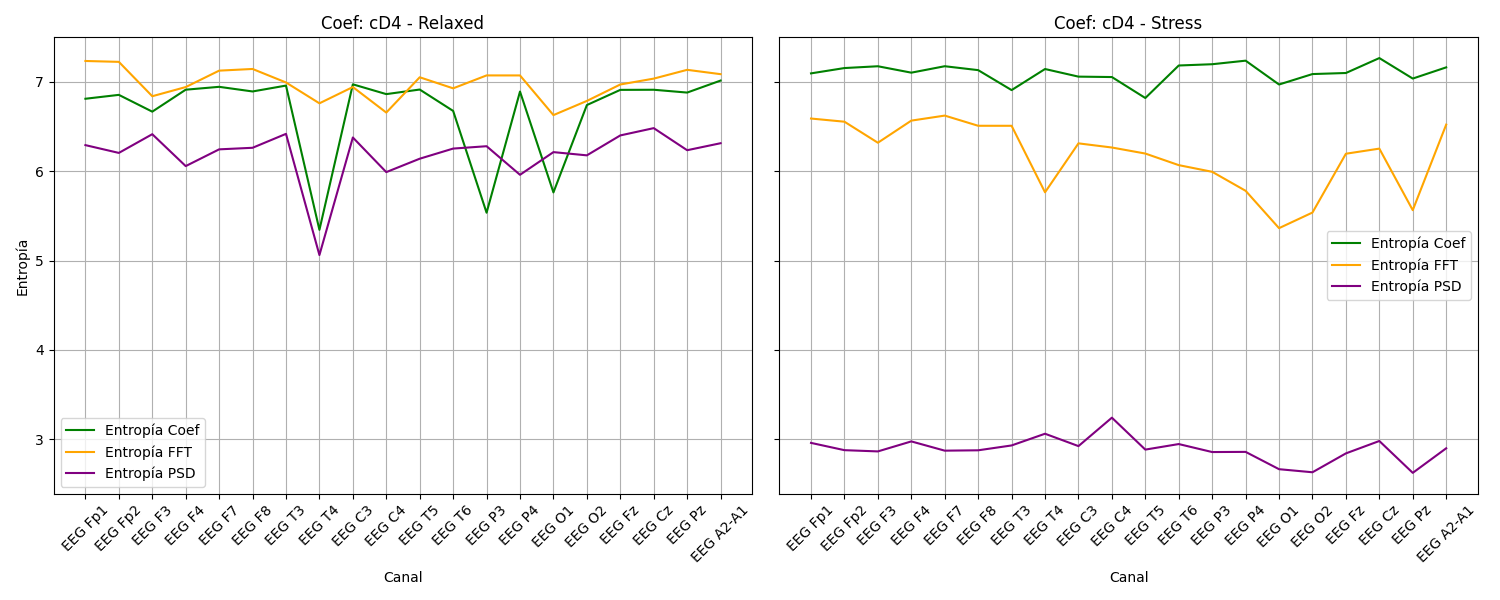 Coef: cD4 - Relaxed
Entropía
7
6
5
4
3
Entropía Coef
Entropía FFT
Entropía PSD
EEG Fp1
EEG Fp2
EEG F3
EEG F4
EEG F7
EEG F8
EEG T3
EEG T4
EEG C3
EEG C4
EEG T5
EEG T6
EEG P3
EEG P4
EEG O1
EEG O2
EEG Fz
EEG Cz
EEG Pz
EEG A2-A1
Canal
Coef: cD4 - Stress
Entropía Coef
Entropía FFT
Entropía PSD
EEG Fp1
EEG Fp2
EEG F3
EEG F4
EEG F7
EEG F8
EEG T3
EEG T4
EEG C3
EEG C4
EEG T5
EEG T6
EEG P3
EEG P4
EEG O1
EEG O2
EEG Fz
EEG Cz
EEG Pz
EEG A2-A1
Canal